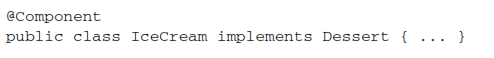 @Component
public class IceCream implements Dessert { ... }